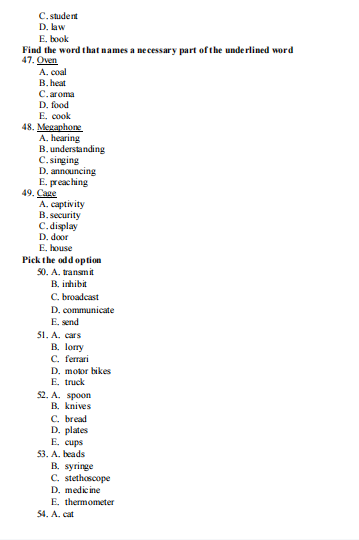 C. student
D. law
E. book
Find the word that names a necessary part of the underlined word
47. Oven
A. coal
B. heat
C. aroma
D. food
E. cook
48. Megaphone
A. hearing
B. understanding
C. singing
D. announcing
E. preaching
49. Cage
A. captivity
B. security
C. display
D. door
E. house
Pick the odd option
50. A. transmit
B. inhibit
C. broadcast
D. communicate
E. send
51. A. cars
B. lorry
C. ferrari
D. motor bikes
E. truck
52. A. spoon
B. knives
C. bread
D. plates
E. cups
53. A. beads
B. syringe
C. stethoscope
D. medicine
E. thermometer
54. A. cat